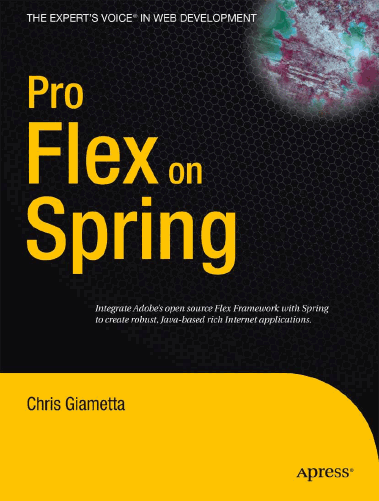 THE EXPERT'S VOICE® IN WEB DEVELOPMENT
Pro
Flex on
Spring
Integrate Adobe's open source Flex Framework with Spring
to create robust, Java-based rich Internet applications.
Chris Giametta
Apress®